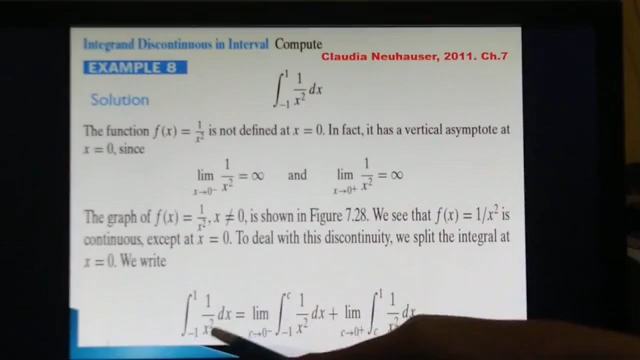 Integrand Discontinuous in Interval Compute
Claudia Neuhauser, 2011. Ch.7
EXAMPLE 8
∫_{-1}^{1} 1/x² dx
Solution
The function f(x) = 1/x² is not defined at x = 0. In fact, it has a vertical asymptote at
x = 0, since
lim_{x→0⁻} 1/x² = ∞ and lim_{x→0⁺} 1/x² = ∞
The graph of f(x) = 1/x², x ≠ 0, is shown in Figure 7.28. We see that f(x) = 1/x² is
continuous, except at x = 0. To deal with this discontinuity, we split the integral at
x = 0. We write
∫_{-1}^{1} 1/x² dx = lim_{c→0⁻} ∫_{-1}^{c} 1/x² dx + lim_{c→0⁺} ∫_{c}^{1} 1/x² dx